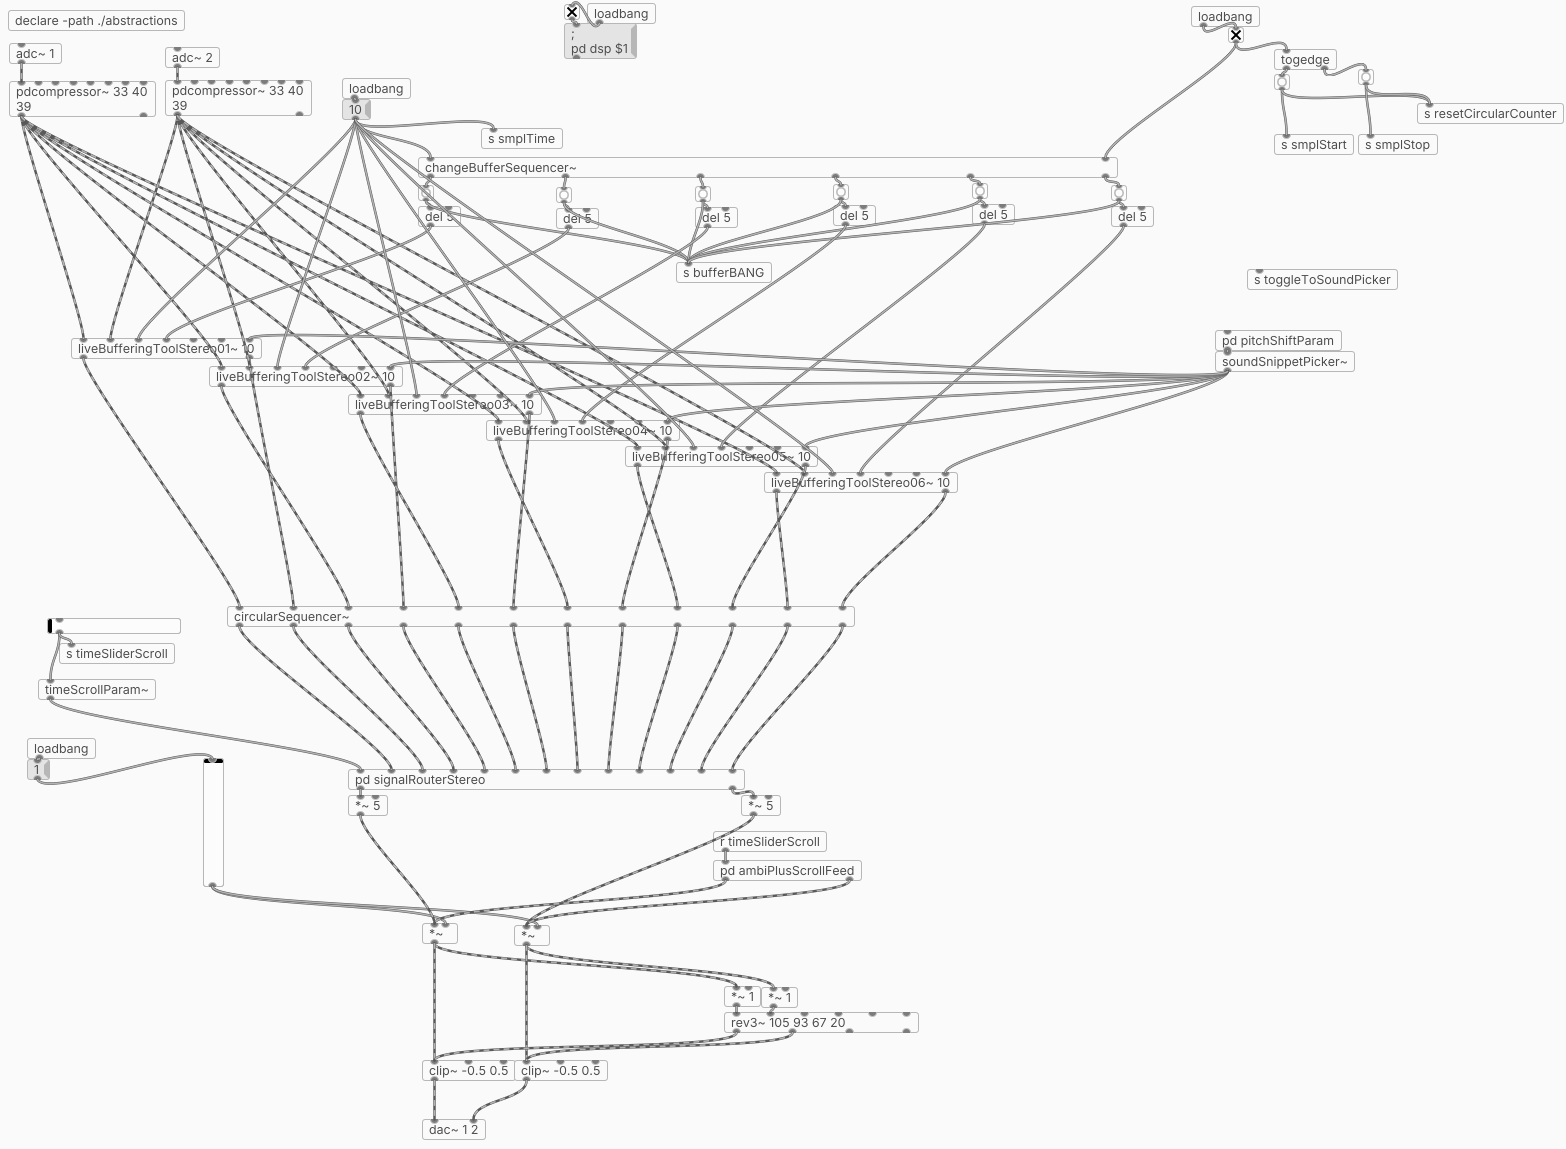 declare -path ./abstractions
loadbang
;
pd dsp $1
loadbang
adc~ 1
adc~ 2
togedge
pdcompressor~ 33 40
39
pdcompressor~ 33 40
39
loadbang
10
s resetCircularCounter
s smplTime
s smplStart
s smplStop
changeBufferSequencer~
del 5
del 5
del 5
del 5
del 5
del 5
s bufferBANG
s toggleToSoundPicker
pd pitchShiftParam
soundSnippetPicker~
liveBufferingToolStereo01~ 10
liveBufferingToolStereo02~ 10
liveBufferingToolStereo03~ 10
liveBufferingToolStereo04~ 10
liveBufferingToolStereo05~ 10
liveBufferingToolStereo06~ 10
circularSequencer~
s timeSliderScroll
timeScrollParam~
loadbang
1
pd signalRouterStereo
*~ 5
*~ 5
r timeSliderScroll
pd ambiPlusScrollFeed
*~
*~
*~ 1
*~ 1
rev3~ 105 93 67 20
clip~ -0.5 0.5
clip~ -0.5 0.5
dac~ 1 2